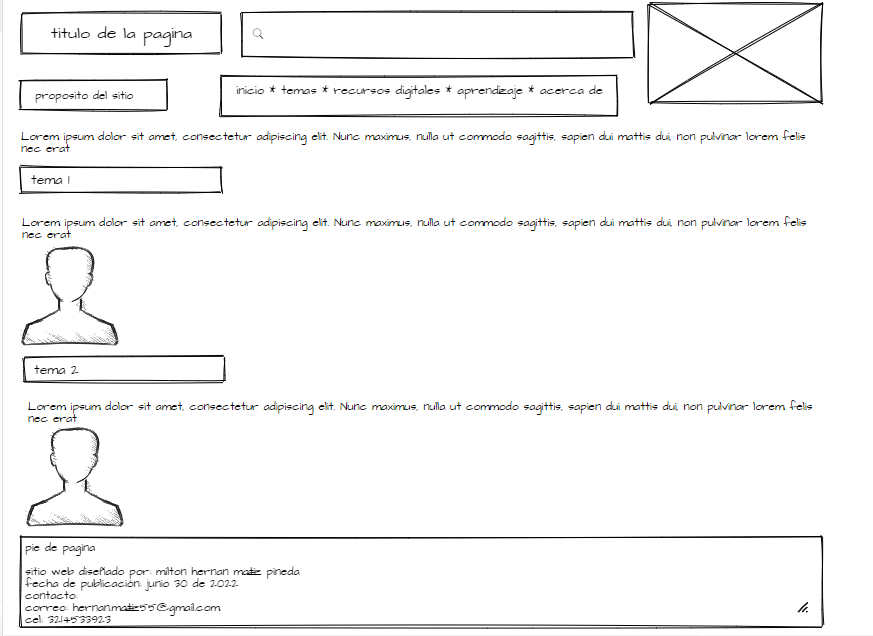 titulo de la pagina
proposito del sitio
inicio * temas * recursos digitales * aprendizaje * acerca de
Lorem ipsum dolor sit amet, consectetur adipiscing elit. Nunc maximus, nulla ut commodo sagittis, sapien dui mattis dui, non pulvinar lorem felis
nec erat
tema 1
Lorem ipsum dolor sit amet, consectetur adipiscing elit. Nunc maximus, nulla ut commodo sagittis, sapien dui mattis dui, non pulvinar lorem felis
nec erat
tema 2
Lorem ipsum dolor sit amet, consectetur adipiscing elit. Nunc maximus, nulla ut commodo sagittis, sapien dui mattis dui, non pulvinar lorem felis
nec erat
pie de pagina
sitio web diseñado por: milton hernan matiz pineda
fecha de publicación: junio 30 de 2022
contacto:
correo: hernanmatiz55@gmail.com
cel: 3214533923